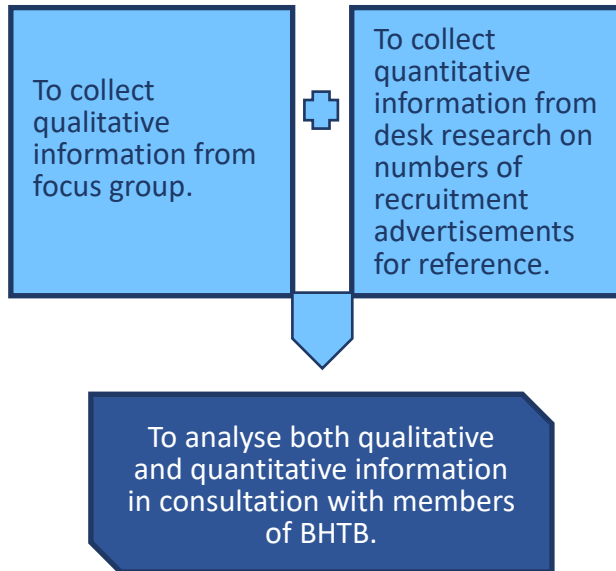 To collect
qualitative
information from
focus group.
To collect
quantitative
information from
desk research on
numbers of
recruitment
advertisements
for reference.
To analyse both qualitative
and quantitative information
in consultation with members
of BHTB.